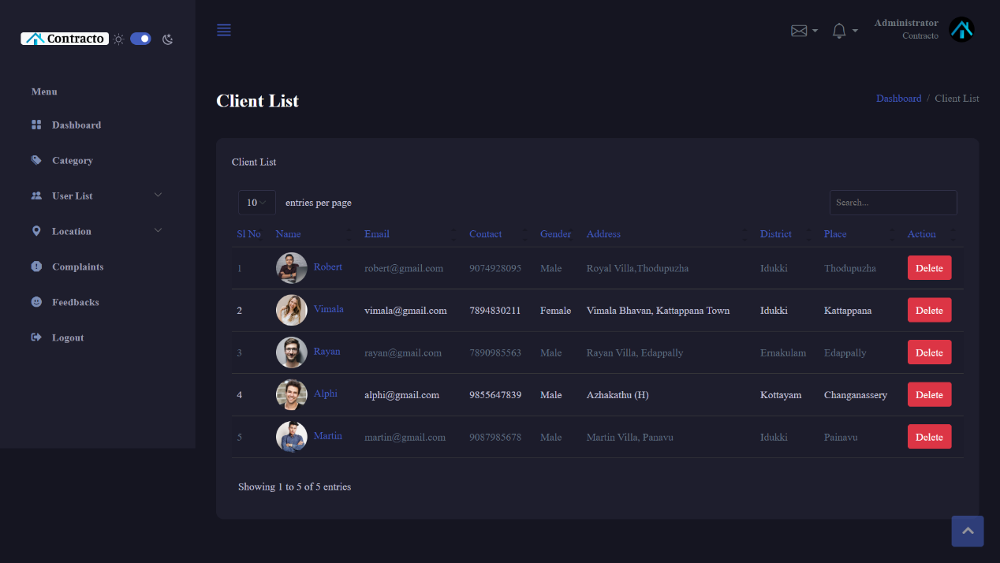 Contracto
Administrator
Contracto
Menu
Dashboard
Category
User List
Location
Complaints
Feedbacks
Logout
Client List
Dashboard / Client List
Client List
10 entries per page
Search...
Sl No Name Email Contact Gender Address District Place Action
1 Robert robert@gmail.com 9074928095 Male Royal Villa,Thodupuzha Idukki Thodupuzha Delete
2 Vimala vimala@gmail.com 7894830211 Female Vimala Bhavan, Kattappana Town Idukki Kattappana Delete
3 Rayan rayan@gmail.com 7890985563 Male Rayan Villa, Edappally Ernakulam Edappally Delete
4 Alphi alphi@gmail.com 9855647839 Male Azhakathu (H) Kottayam Changanassery Delete
5 Martin martin@gmail.com 9087985678 Male Martin Villa, Panavu Idukki Painavu Delete
Showing 1 to 5 of 5 entries